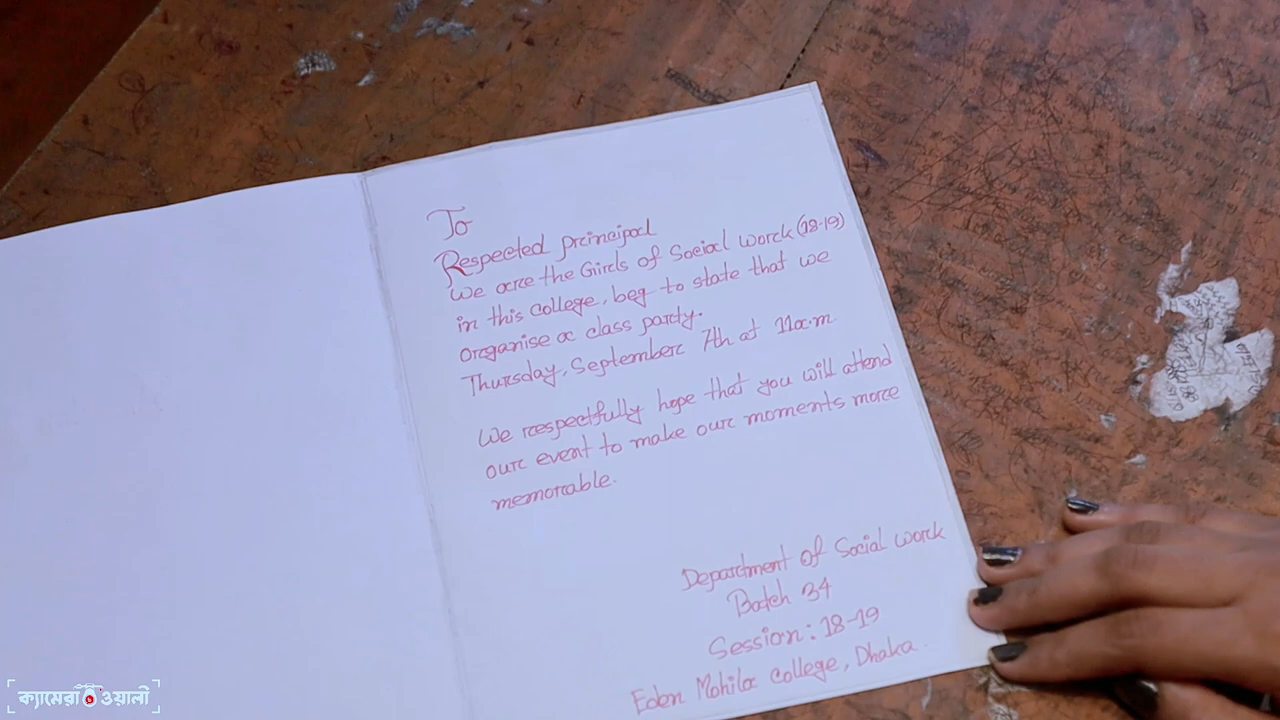 To
Respected principal
We are the Girls of Social work (18-19)
in this College, beg to state that we
organise a class party.
Thursday, September 7th at 11a.m.
We respectfully hope that you will attend
our event to make our moments more
memorable.
Department of Social work
Batch 34
Session: 18-19
Eden Mohila College, Dhaka.
ক্যামেরা ওয়ালী